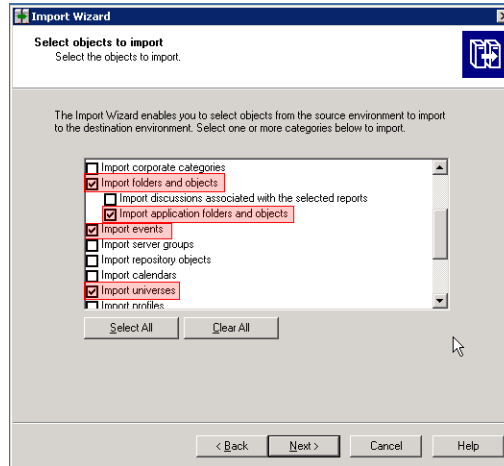 Import Wizard
Select objects to import
Select the objects to import.
The Import Wizard enables you to select objects from the source environment to import
to the destination environment. Select one or more categories below to import.
Import corporate categories
Import folders and objects
Import discussions associated with the selected reports
Import application folders and objects
Import events
Import server groups
Import repository objects
Import calendars
Import universes
Import profiles
Select All Clear All
< Back Next > Cancel Help